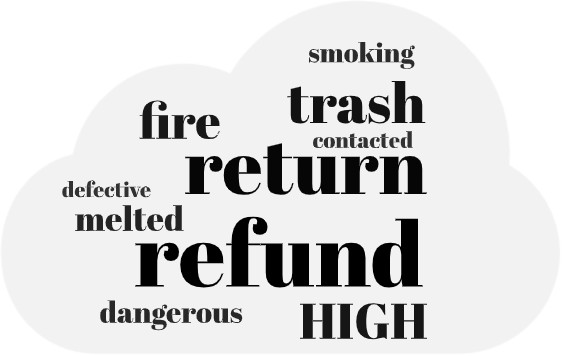 smoking
trash
fire
contacted
return
defective
melted
refund
dangerous
HIGH